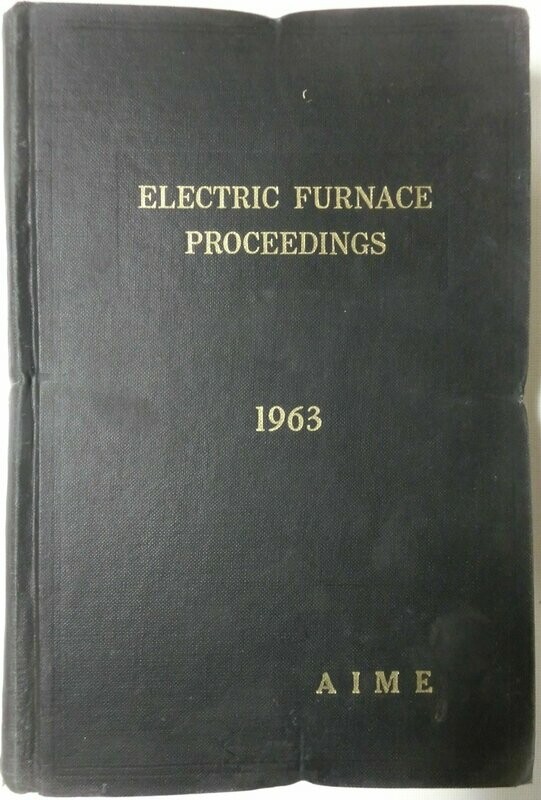 ELECTRIC FURNACE
PROCEEDINGS
1963
AIME